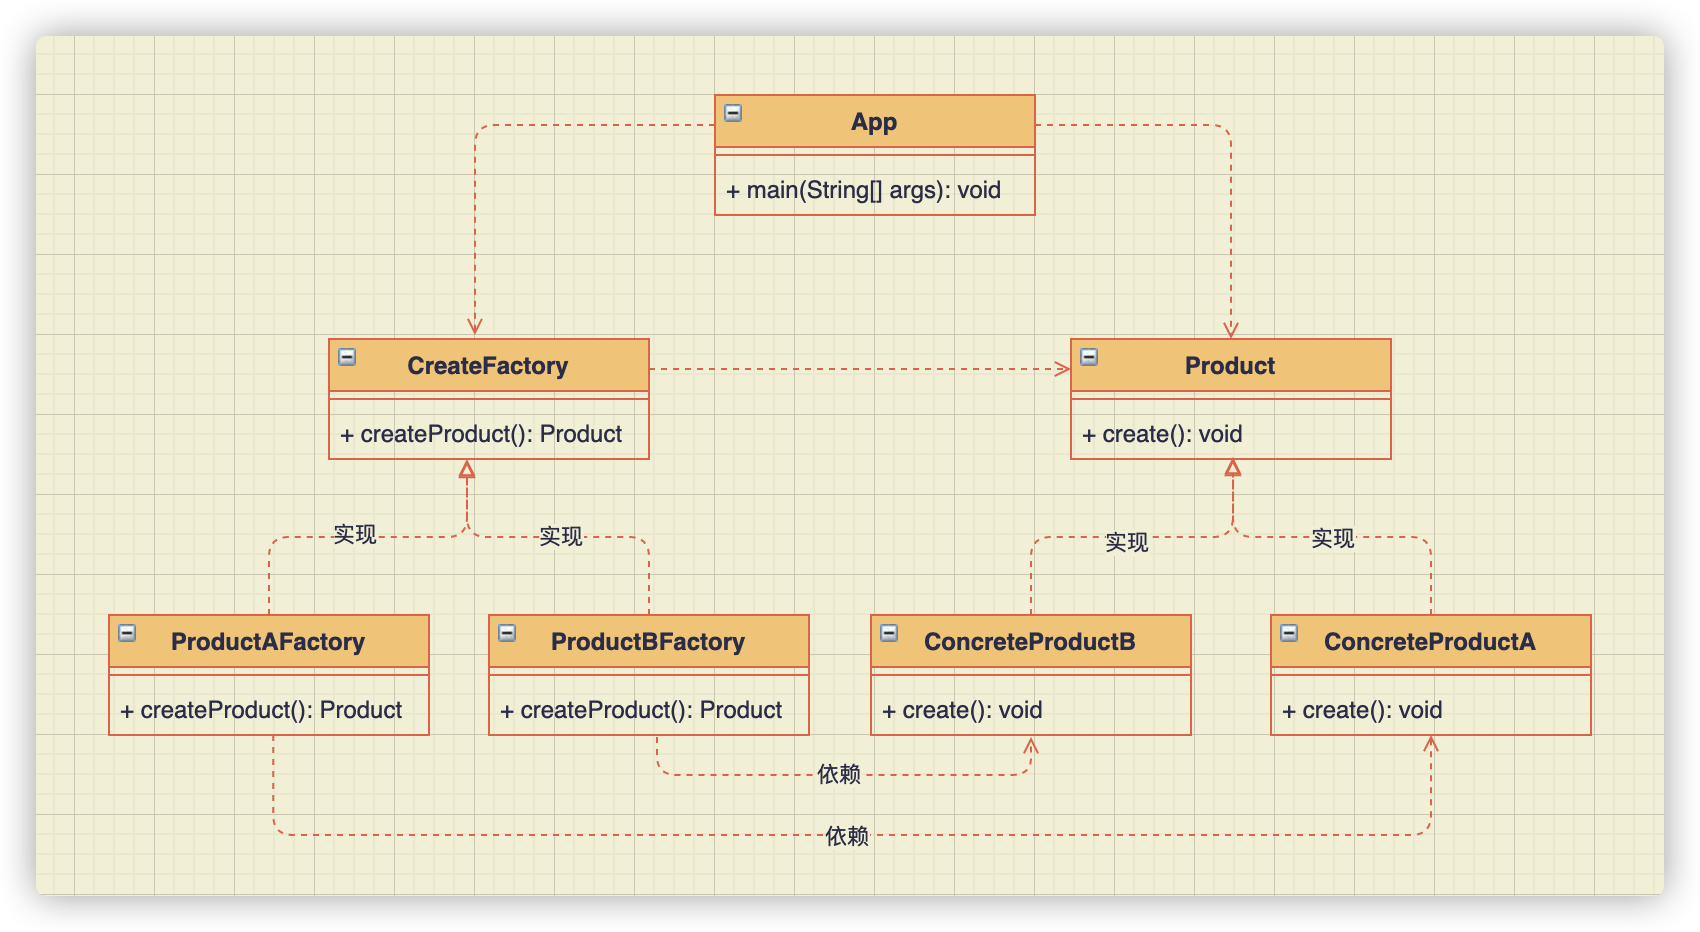 App
+ main(String[] args): void
CreateFactory
+ createProduct(): Product
Product
+ create(): void
实现
实现
实现
实现
ProductAFactory
+ createProduct(): Product
ProductBFactory
+ createProduct(): Product
ConcreteProductB
+ create(): void
ConcreteProductA
+ create(): void
依赖
依赖